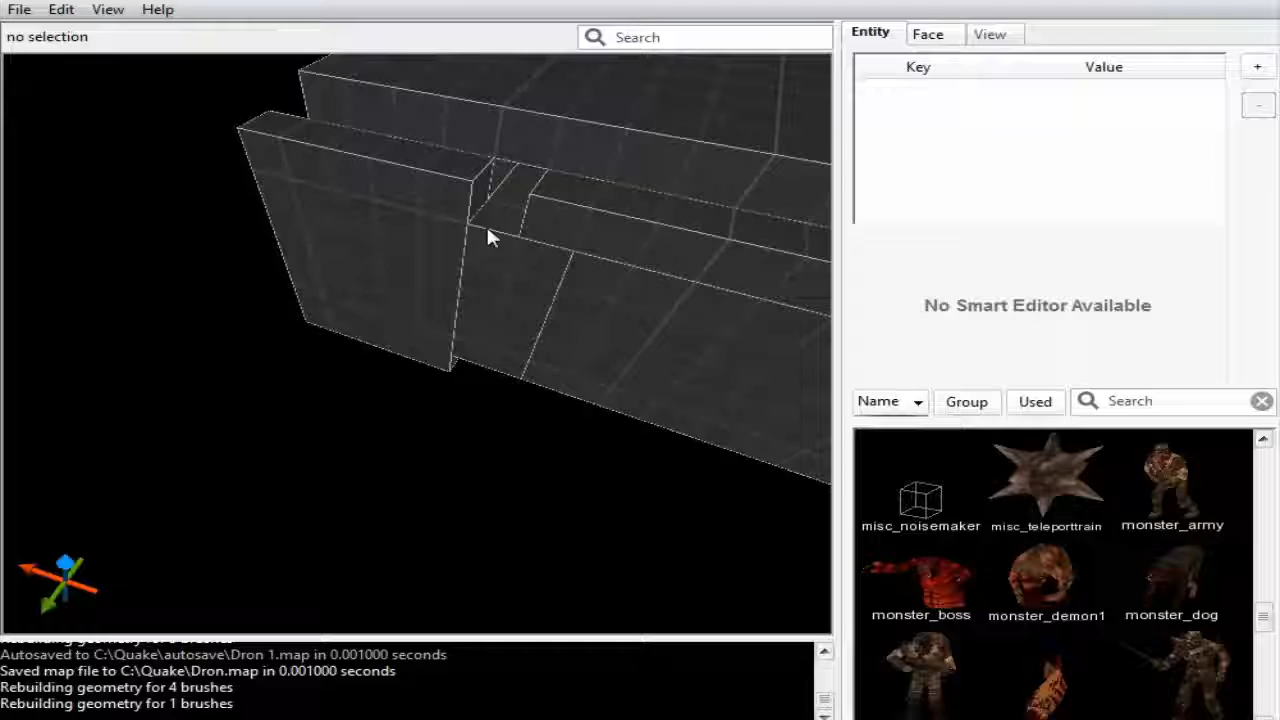 File Edit View Help
no selection
Search
Entity Face View
Key Value
+
-
No Smart Editor Available
Name Group Used Search
misc_noisemaker misc_teleporttrain monster_army
monster_boss monster_demon1 monster_dog
Autosaved to C:\Quake\autosave\Dron 1.map in 0.001000 seconds
Saved map file to C:\Quake\Dron.map in 0.001000 seconds
Rebuilding geometry for 4 brushes
Rebuilding geometry for 1 brushes